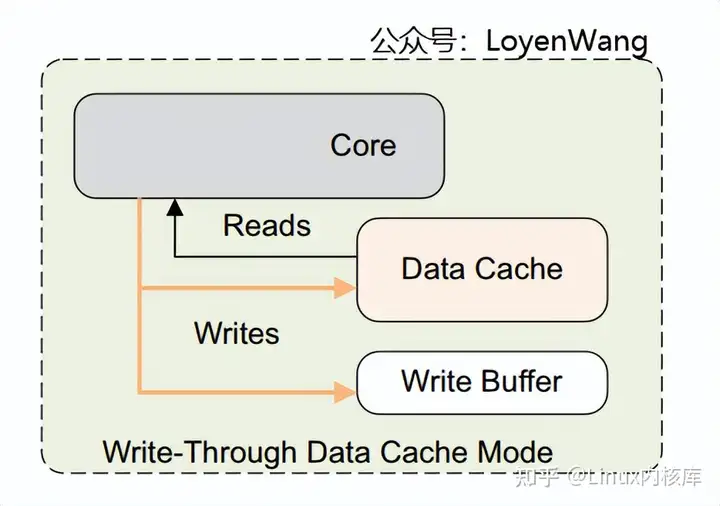 公众号：LoyenWang
Core
Reads
Data Cache
Writes
Write Buffer
Write-Through Data Cache Mode
知乎 @Linux内核库